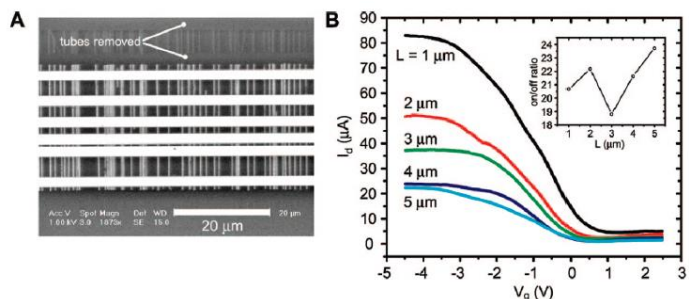 A
tubes removed
Acc.V Spot Magn Det WD 20 μm
1.00 kV 3.0 1073x SE 15.0
20 μm
B
90
80
70
60
50
40
30
20
10
0
I_d (μA)
L = 1 μm
2 μm
3 μm
4 μm
5 μm
-5 -4 -3 -2 -1 0 1 2 3
V_g (V)
24
23
22
21
20
19
18
on/off ratio
1 2 3 4 5
L (μm)